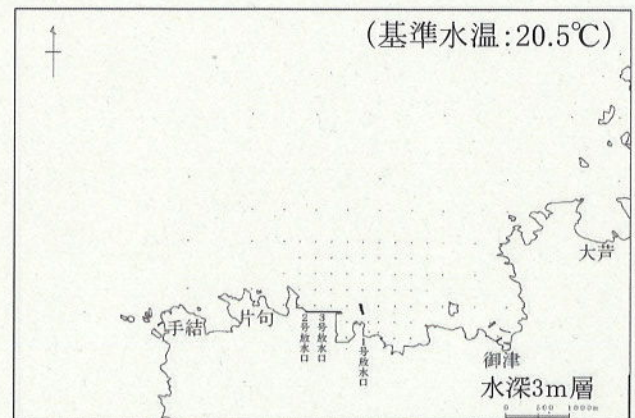 (基準水温:20.5℃)
大芦
手結
片句
2号放水口
3号放水口
1号放水口
御津
水深3m層
0 500 1000m